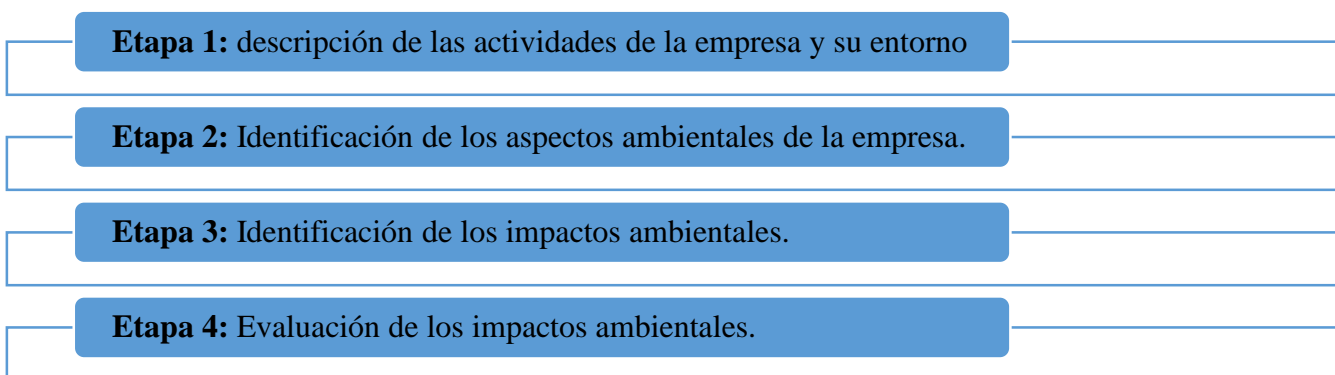 Etapa 1: descripción de las actividades de la empresa y su entorno
Etapa 2: Identificación de los aspectos ambientales de la empresa.
Etapa 3: Identificación de los impactos ambientales.
Etapa 4: Evaluación de los impactos ambientales.